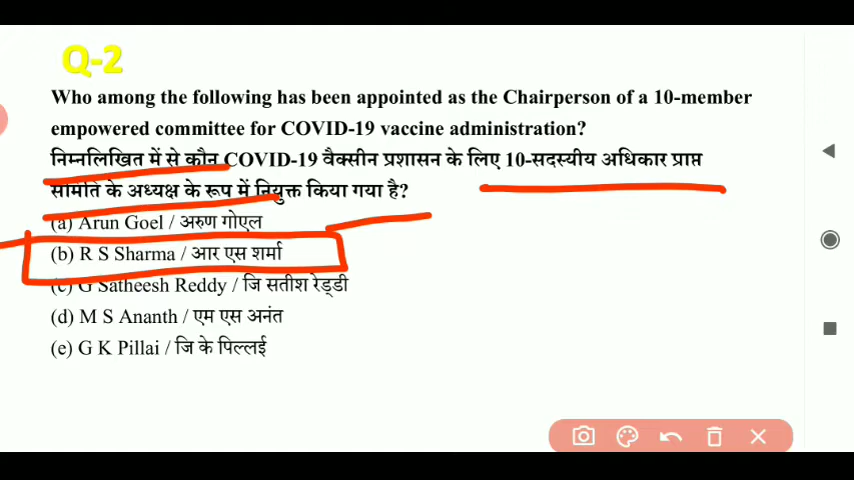 Q-2
Who among the following has been appointed as the Chairperson of a 10-member
empowered committee for COVID-19 vaccine administration?
निम्नलिखित में से कौन COVID-19 वैक्सीन प्रशासन के लिए 10-सदस्यीय अधिकार प्राप्त
समिति के अध्यक्ष के रूप में नियुक्त किया गया है?
(a) Arun Goel / अरुण गोएल
(b) R S Sharma / आर एस शर्मा
(c) G Satheesh Reddy / जि सतीश रेड्डी
(d) M S Ananth / एम एस अनंत
(e) G K Pillai / जि के पिल्लई